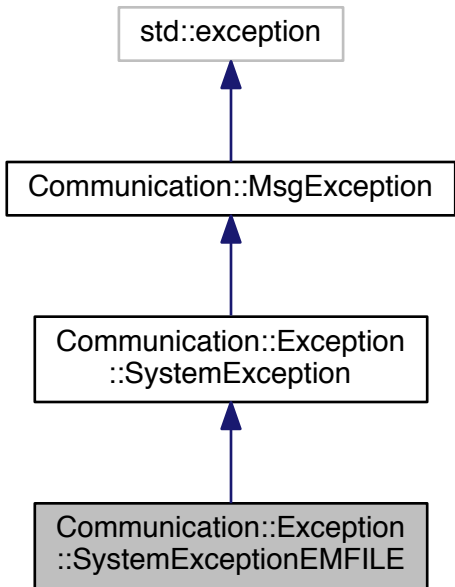 std::exception
Communication::MsgException
Communication::Exception
::SystemException
Communication::Exception
::SystemExceptionEMFILE